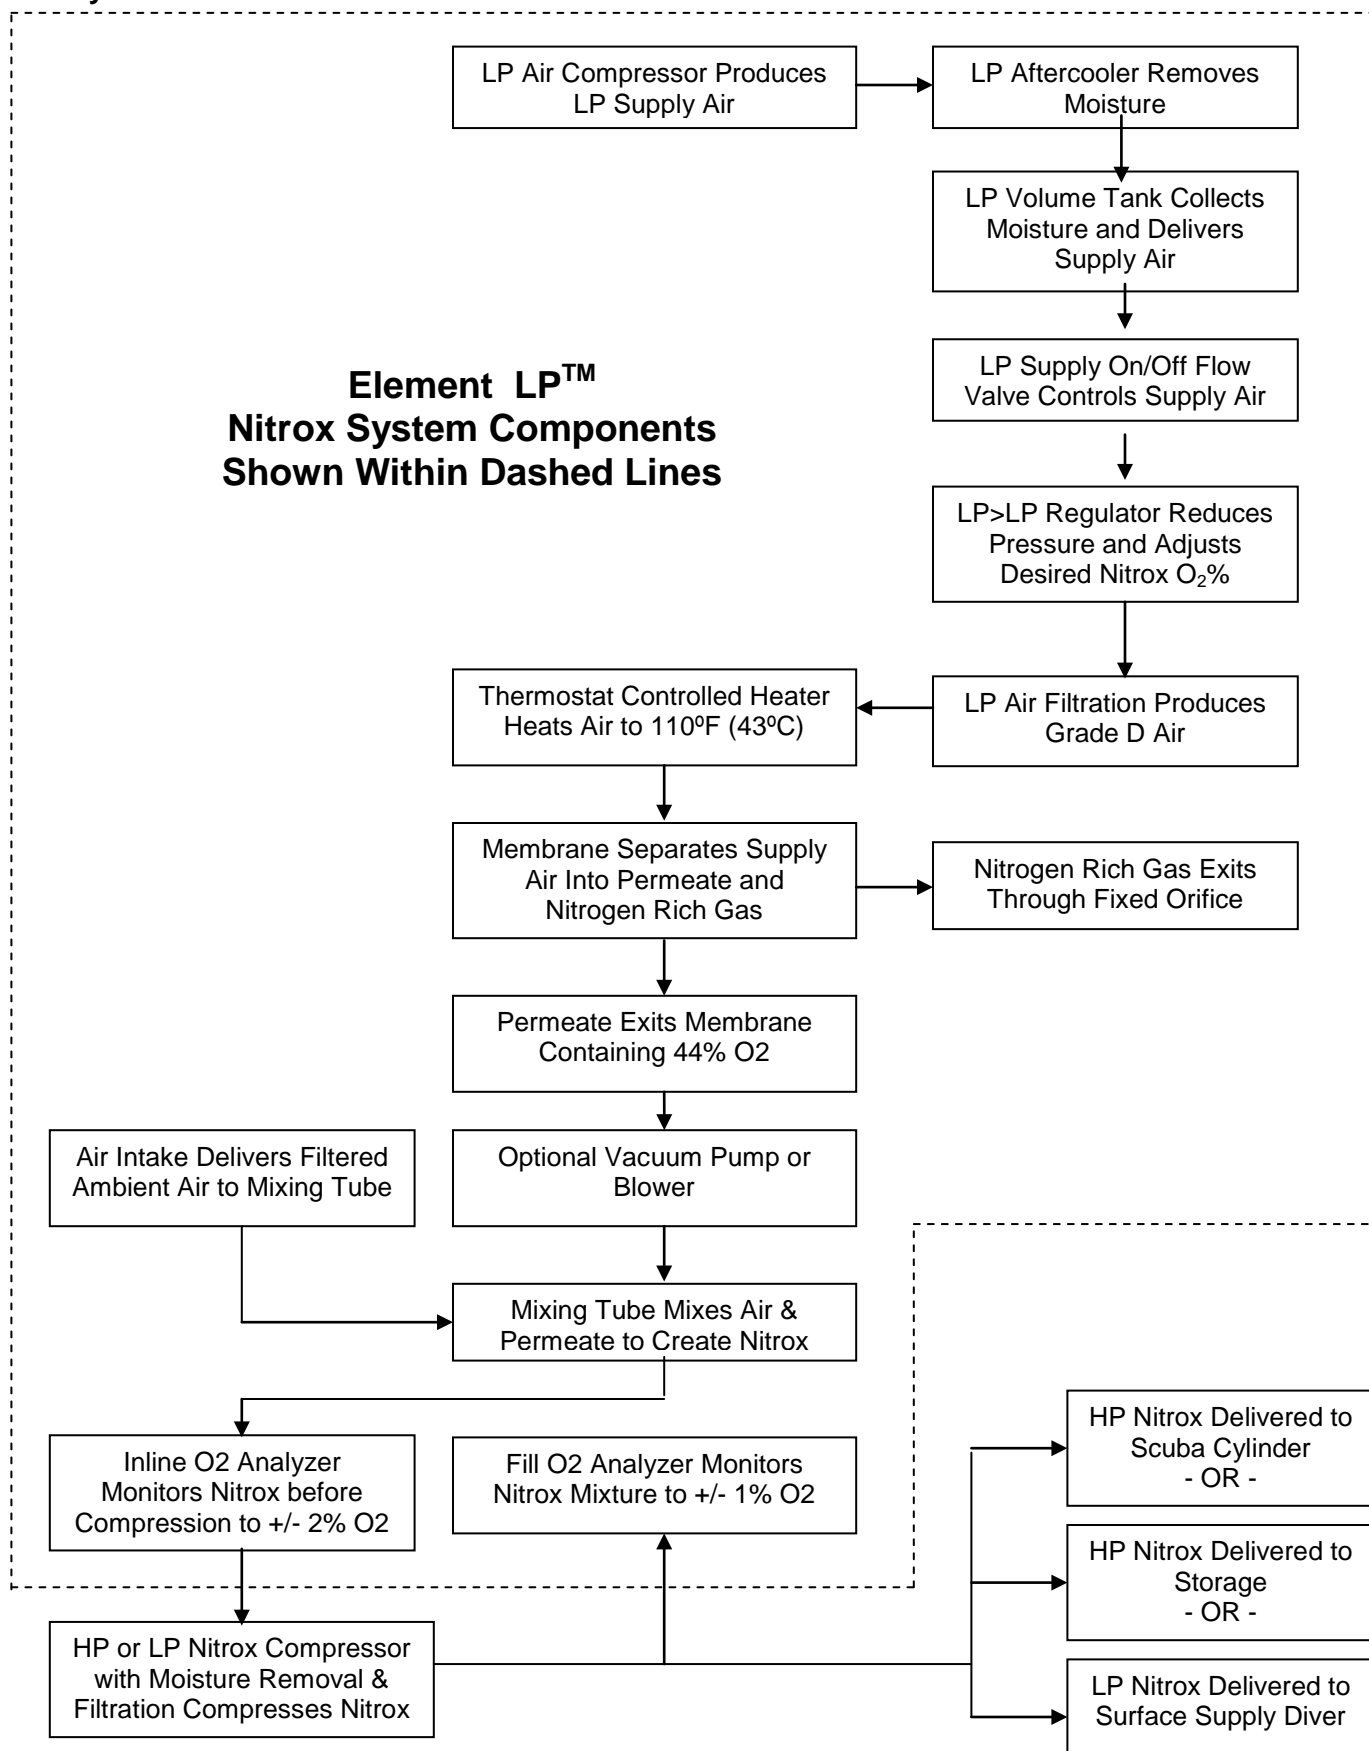 LP Air Compressor Produces
LP Supply Air
LP Aftercooler Removes
Moisture
LP Volume Tank Collects
Moisture and Delivers
Supply Air
LP Supply On/Off Flow
Valve Controls Supply Air
Element LP™
Nitrox System Components
Shown Within Dashed Lines
LP>LP Regulator Reduces
Pressure and Adjusts
Desired Nitrox O₂%
LP Air Filtration Produces
Grade D Air
Thermostat Controlled Heater
Heats Air to 110ºF (43ºC)
Membrane Separates Supply
Air Into Permeate and
Nitrogen Rich Gas
Nitrogen Rich Gas Exits
Through Fixed Orifice
Permeate Exits Membrane
Containing 44% O2
Optional Vacuum Pump or
Blower
Air Intake Delivers Filtered
Ambient Air to Mixing Tube
Mixing Tube Mixes Air &
Permeate to Create Nitrox
Inline O2 Analyzer
Monitors Nitrox before
Compression to +/- 2% O2
Fill O2 Analyzer Monitors
Nitrox Mixture to +/- 1% O2
HP or LP Nitrox Compressor
with Moisture Removal &
Filtration Compresses Nitrox
HP Nitrox Delivered to
Scuba Cylinder
- OR -
HP Nitrox Delivered to
Storage
- OR -
LP Nitrox Delivered to
Surface Supply Diver